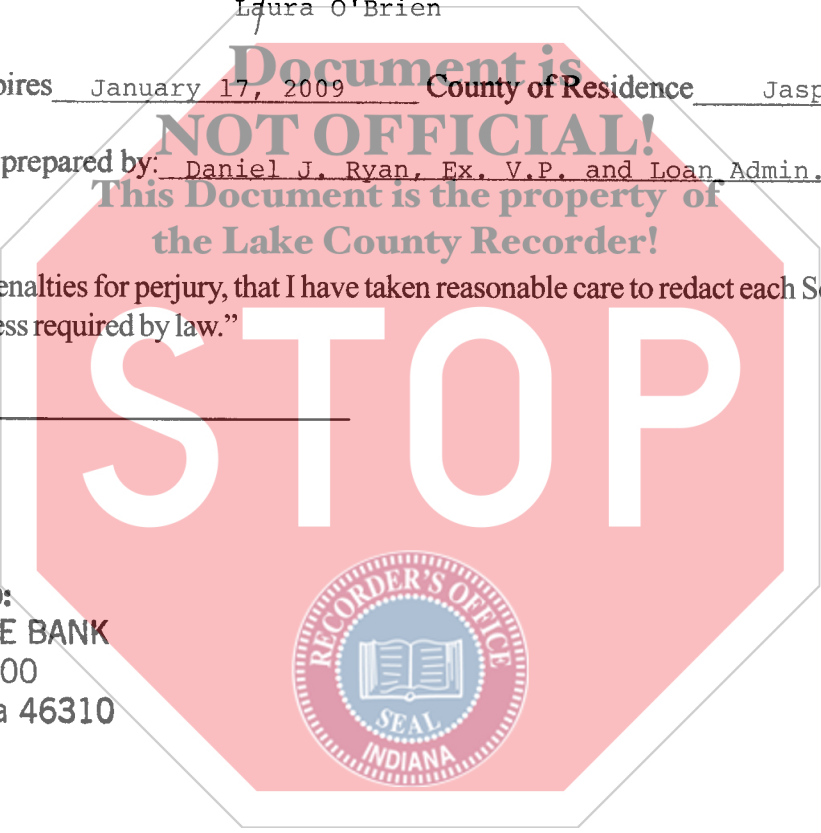 Laura O'Brien
Document is
pires January 17, 2009 County of Residence Jasp
NOT OFFICIAL!
prepared by: Daniel J. Ryan, Ex. V.P. and Loan Admin.
This Document is the property of
the Lake County Recorder!
enalties for perjury, that I have taken reasonable care to redact each S
ess required by law.”
STOP
RECORDER'S OFFICE
SEAL
INDIANA
E BANK
00
a 46310